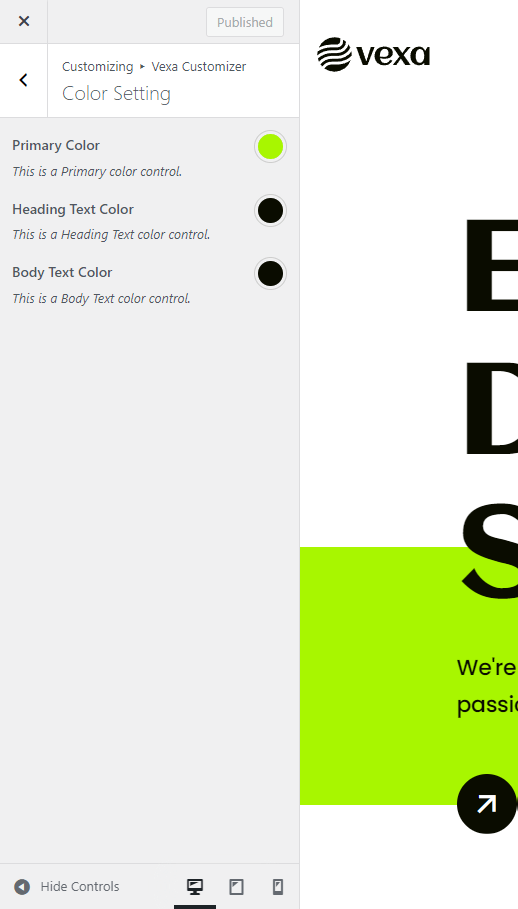 Published
Customizing ▸ Vexa Customizer
Color Setting
Primary Color
This is a Primary color control.
Heading Text Color
This is a Heading Text color control.
Body Text Color
This is a Body Text color control.
Hide Controls
vexa
E
D
S
We're
passio